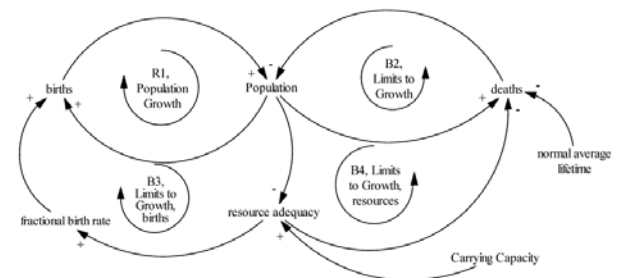 R1,
Population
Growth
B2,
Limits to
Growth
births
Population
deaths
+
+
+
-
+
-
-
normal average
lifetime
B3,
Limits to
Growth,
births
B4, Limits
to Growth,
resources
-
fractional birth rate
resource adequacy
+
+
Carrying Capacity